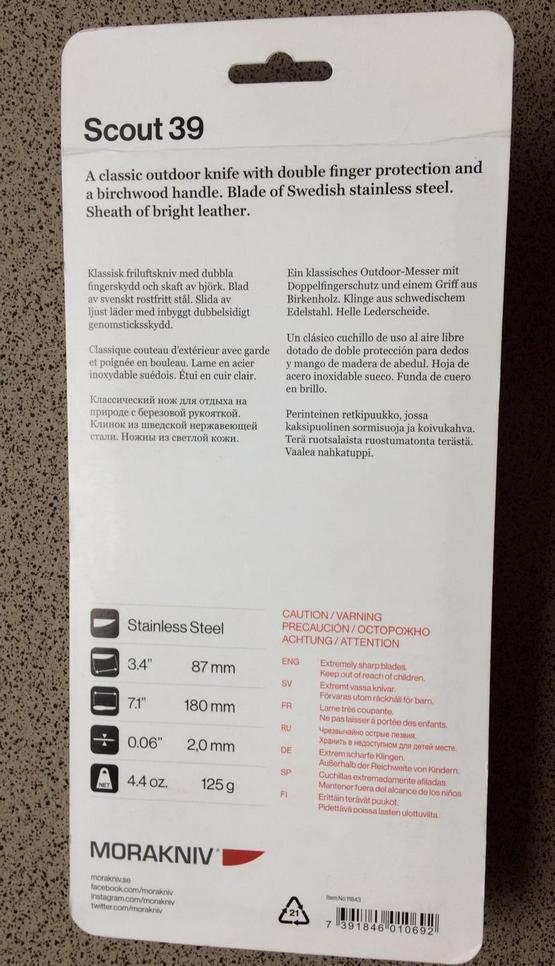 Scout 39
A classic outdoor knife with double finger protection and
a birchwood handle. Blade of Swedish stainless steel.
Sheath of bright leather.
Klassisk friluftskniv med dubbla
fingerskydd och skaft av björk. Blad
av svenskt rostfritt stål. Slida av
ljust läder med inbyggt dubbelsidigt
genomsticksskydd.
Classique couteau d'extérieur avec garde
et poignée en bouleau. Lame en acier
inoxydable suédois. Étui en cuir clair.
Классический нож для отдыха на
природе с березовой рукояткой.
Клинок из шведской нержавеющей
стали. Ножны из светлой кожи.
Ein klassisches Outdoor-Messer mit
Doppelfingerschutz und einem Griff aus
Birkenholz. Klinge aus schwedischem
Edelstahl. Helle Lederscheide.
Un clásico cuchillo de uso al aire libre
dotado de doble protección para dedos
y mango de madera de abedul. Hoja de
acero inoxidable sueco. Funda de cuero
en brillo.
Perinteinen retkipuukko, jossa
kaksipuolinen sormisuoja ja koivukahva.
Terä ruotsalaista ruostumatonta terästä.
Vaalea nahkatuppi.
Stainless Steel
3.4" 87 mm
7.1" 180 mm
0.06" 2,0 mm
NET 4.4 oz. 125 g
CAUTION / VARNING
PRECAUCIÓN / ОСТОРОЖНО
ACHTUNG / ATTENTION
ENG Extremely sharp blades.
Keep out of reach of children.
SV Extremt vassa knivar.
Förvaras utom räckhåll för barn.
FR Lame très coupante.
Ne pas laisser à portée des enfants.
RU Чрезвычайно острые лезвия.
Хранить в недоступном для детей месте.
DE Extrem scharfe Klingen.
Außerhalb der Reichweite von Kindern.
SP Cuchillas extremadamente afiladas.
Mantener fuera del alcance de los niños
FI Erittäin terävät puukot.
Pidettävä poissa lasten ulottuvilta.
MORAKNIV
morakniv.se
facebook.com/morakniv
instagram.com/morakniv
twitter.com/morakniv
21
Item No 11843
7 391846 010692